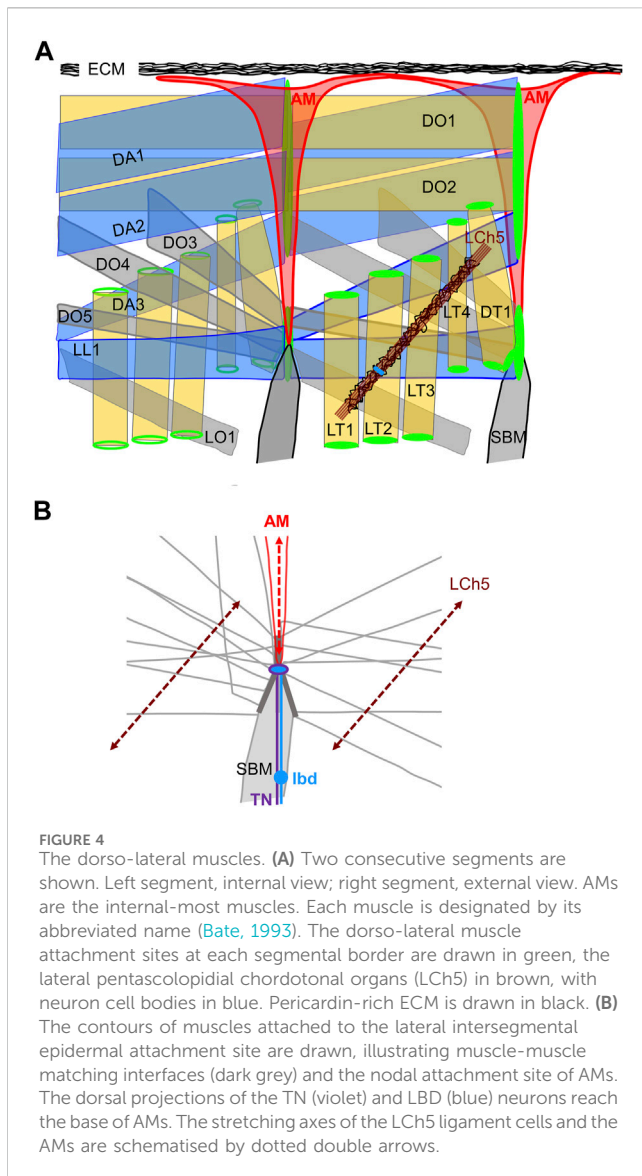 A
ECM
AM
AM
DO1
DA1
DO2
DA2
LCh5
DO3
DO4
LT4
DT1
DA3
DO5
LL1
LT3
LO1
LT1
LT2
SBM
B
AM
LCh5
SBM
lbd
TN
FIGURE 4
The dorso-lateral muscles. (A) Two consecutive segments are
shown. Left segment, internal view; right segment, external view. AMs
are the internal-most muscles. Each muscle is designated by its
abbreviated name (Bate, 1993). The dorso-lateral muscle
attachment sites at each segmental border are drawn in green, the
lateral pentascolopidial chordotonal organs (LCh5) in brown, with
neuron cell bodies in blue. Pericardin-rich ECM is drawn in black. (B)
The contours of muscles attached to the lateral intersegmental
epidermal attachment site are drawn, illustrating muscle-muscle
matching interfaces (dark grey) and the nodal attachment site of AMs.
The dorsal projections of the TN (violet) and LBD (blue) neurons reach
the base of AMs. The stretching axes of the LCh5 ligament cells and the
AMs are schematised by dotted double arrows.